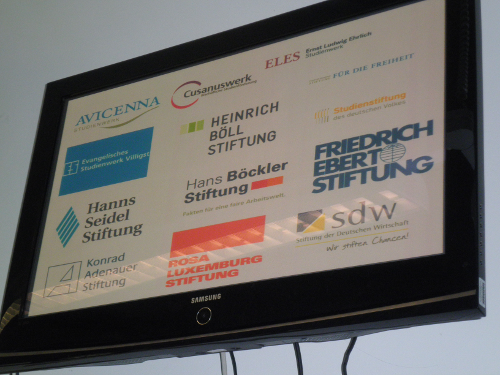 AVICENNA
STUDIENWERK
Cusanuswerk
ELES
Ernst Ludwig Ehrlich
Studienwerk
FÜR DIE FREIHEIT
Evangelisches
Studienwerk Villigst
HEINRICH
BÖLL
STIFTUNG
Studienstiftung
des deutschen Volkes
Hanns
Seidel
Stiftung
Hans Böckler
Stiftung
Fakten für eine faire Arbeitswelt.
FRIEDRICH
EBERT
STIFTUNG
Konrad
Adenauer
Stiftung
ROSA
LUXEMBURG
STIFTUNG
sdw
Stiftung der Deutschen Wirtschaft
Wir stiften Chancen!
SAMSUNG